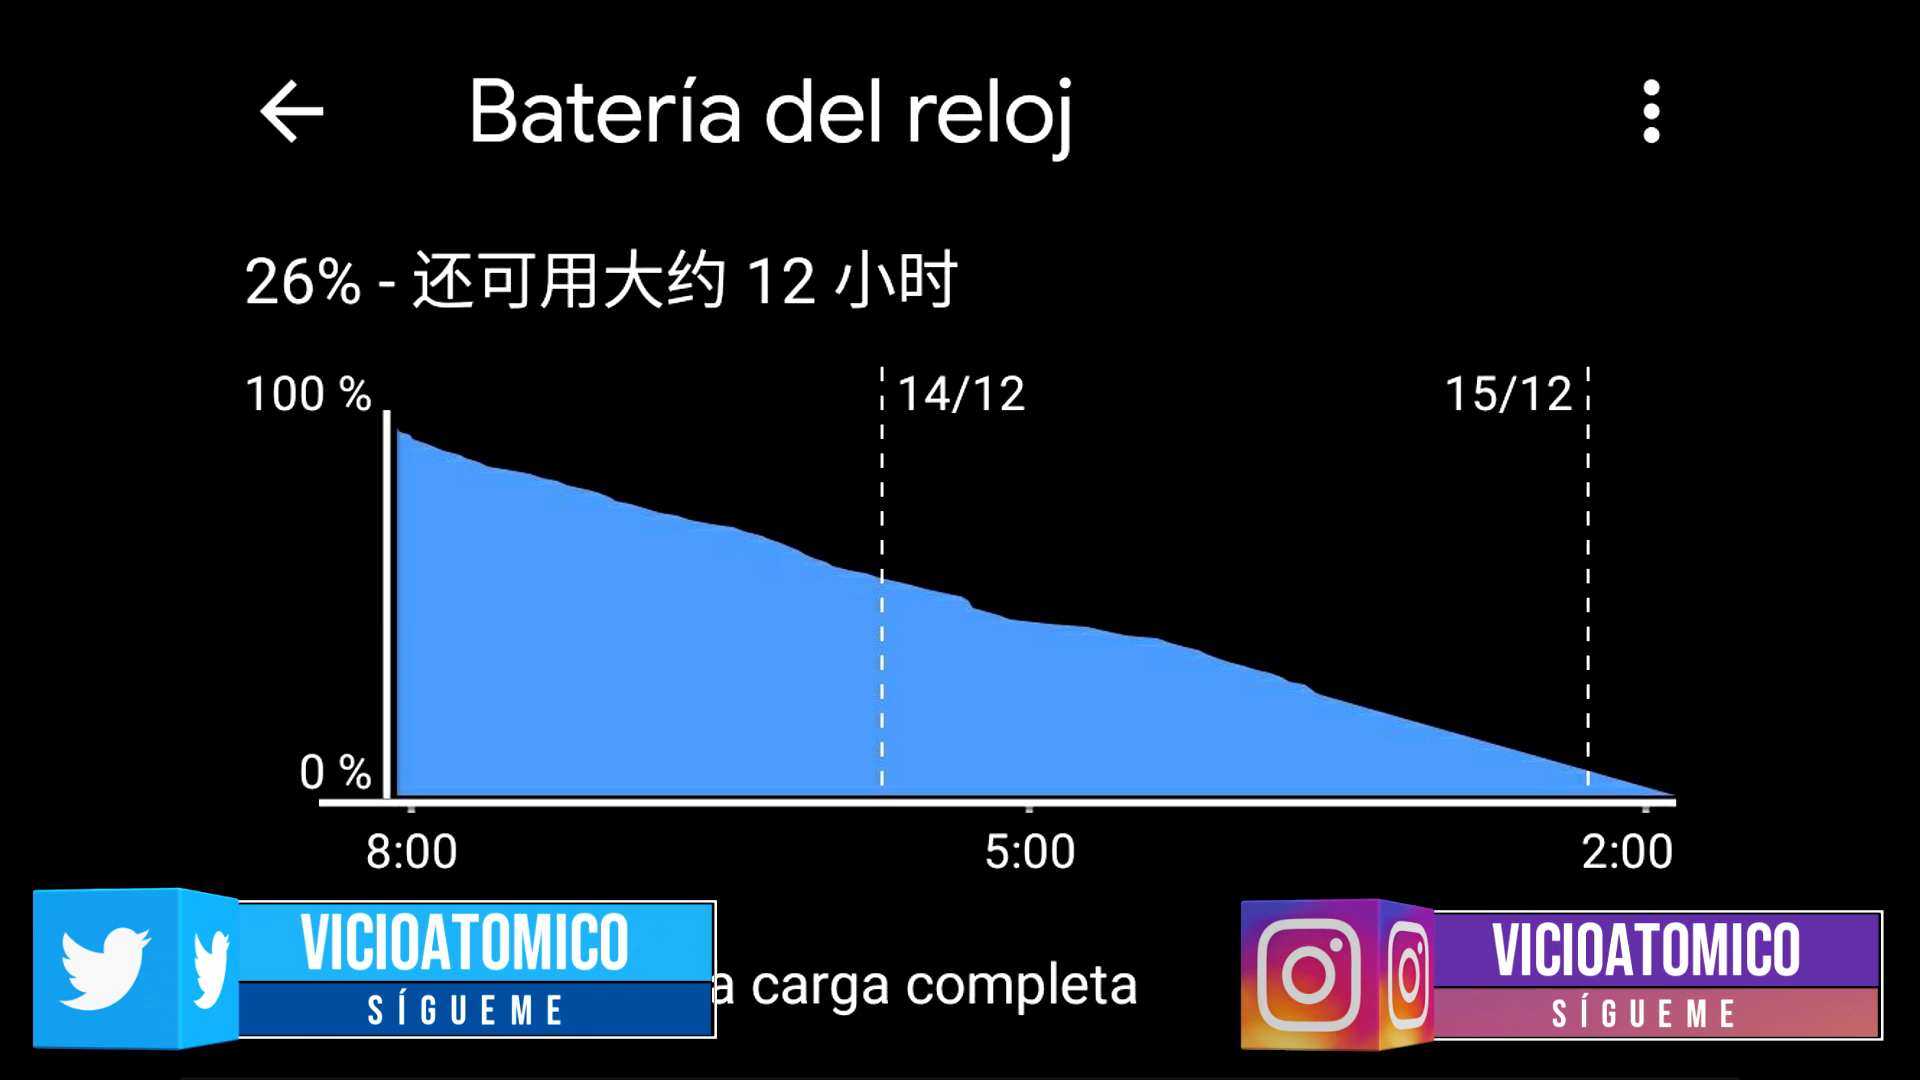 Batería del reloj
26% - 还可用大约 12 小时
100 %
14/12
15/12
0 %
8:00
5:00
2:00
VICIOATOMICO
SÍGUEME
a carga completa
VICIOATOMICO
SÍGUEME